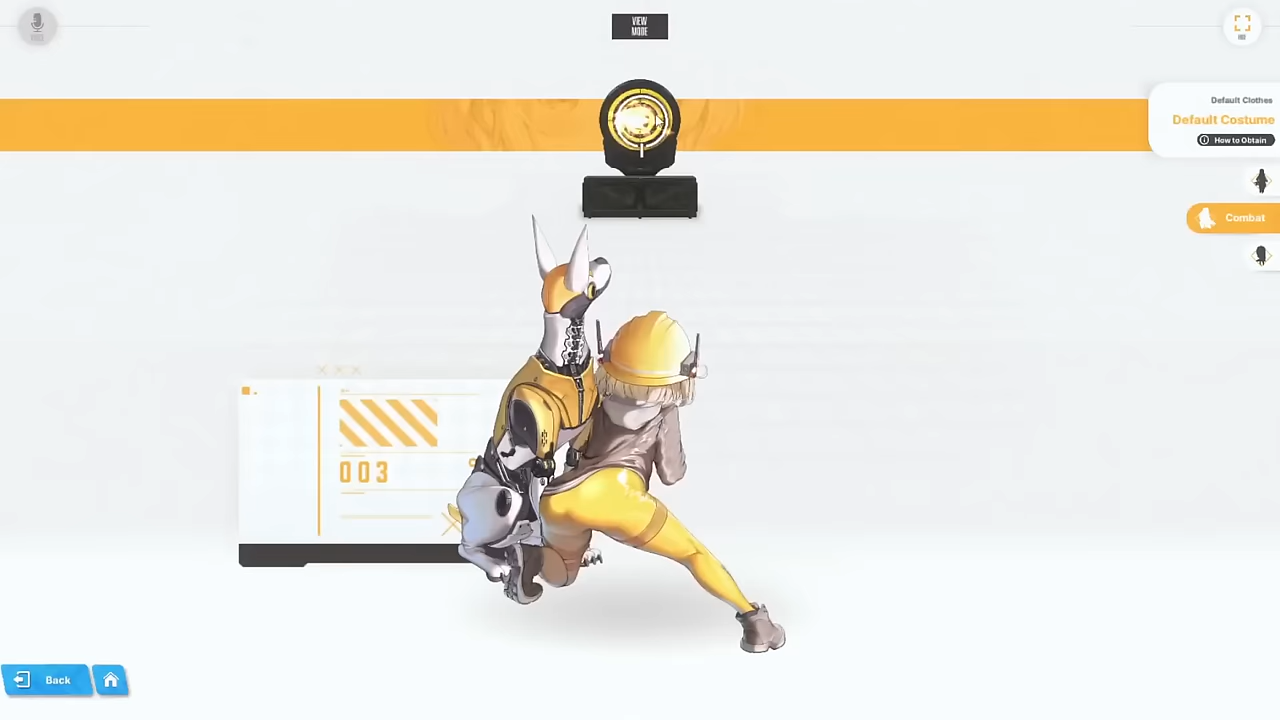 VIEW
MODE
Default Clothes
Default Costume
How to Obtain
Combat
003
Back